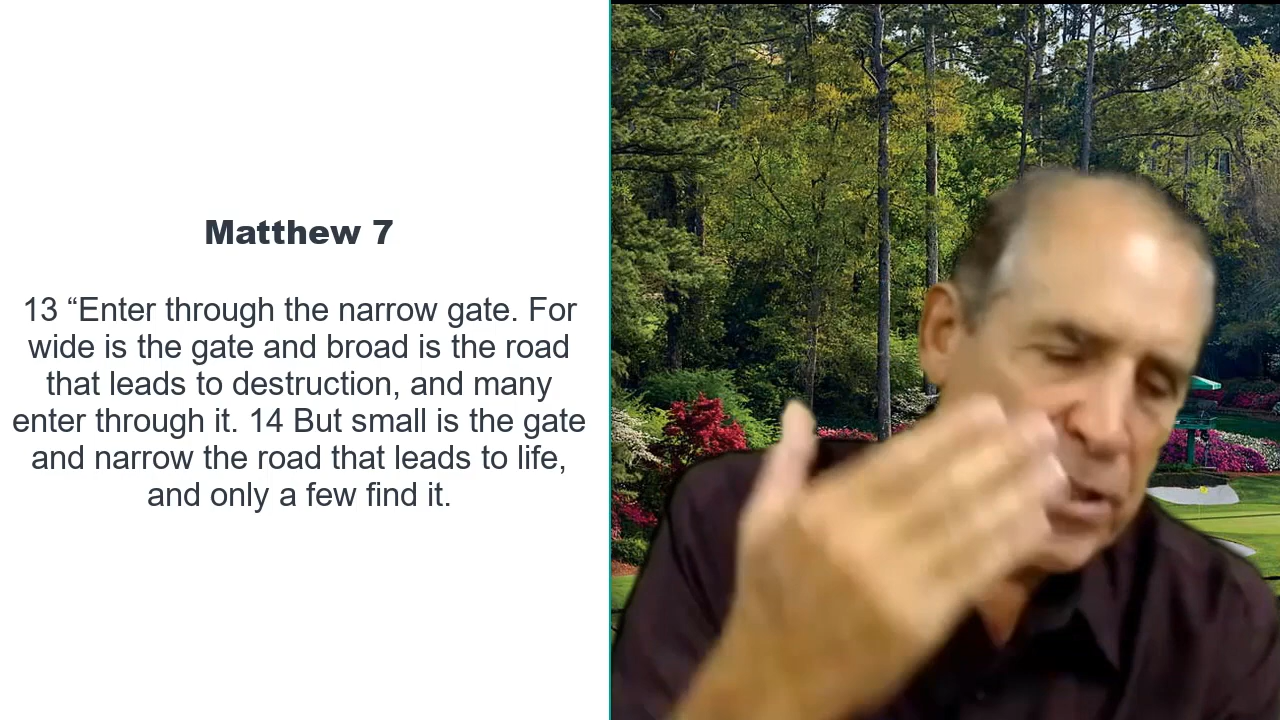 Matthew 7
13 “Enter through the narrow gate. For
wide is the gate and broad is the road
that leads to destruction, and many
enter through it. 14 But small is the gate
and narrow the road that leads to life,
and only a few find it.